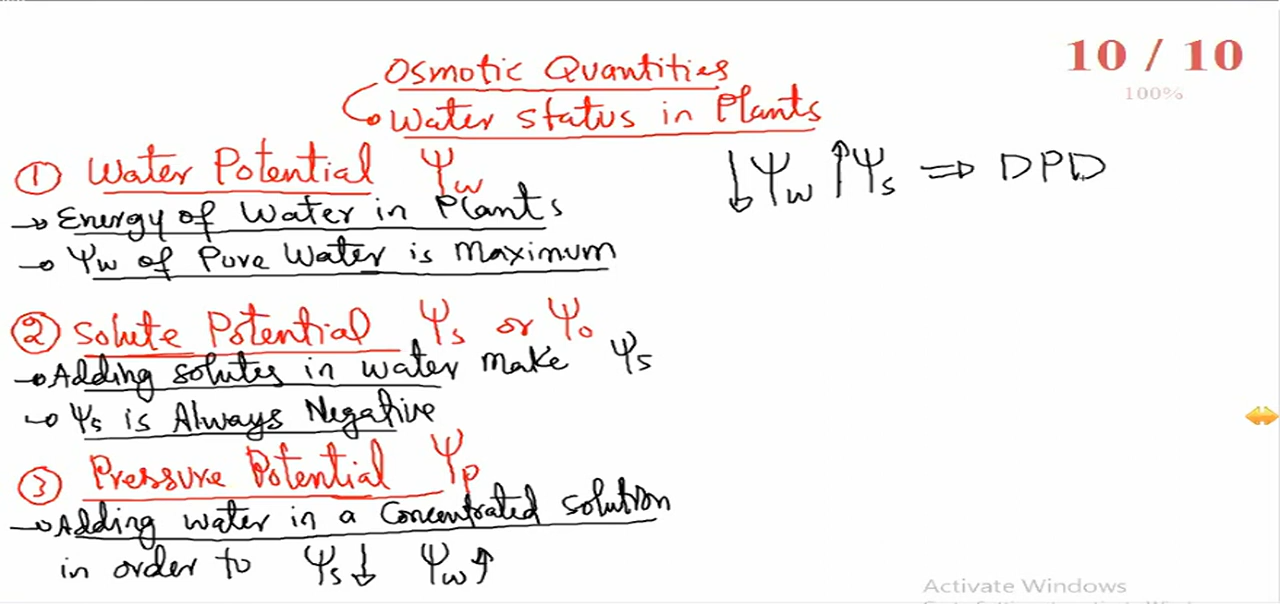 10 / 10
100%
Osmotic Quantities
Water Status in Plants
① Water Potential Ψw
↓Ψw ↑Ψs ⇒ DPD
→ Energy of Water in Plants
→ Ψw of Pure Water is Maximum
② Solute Potential Ψs or Ψo
→ Adding solutes in water make Ψs
→ Ψs is Always Negative
③ Pressure Potential Ψp
→ Adding water in a Concentrated solution
in order to Ψs↓ Ψw↑
Activate Windows